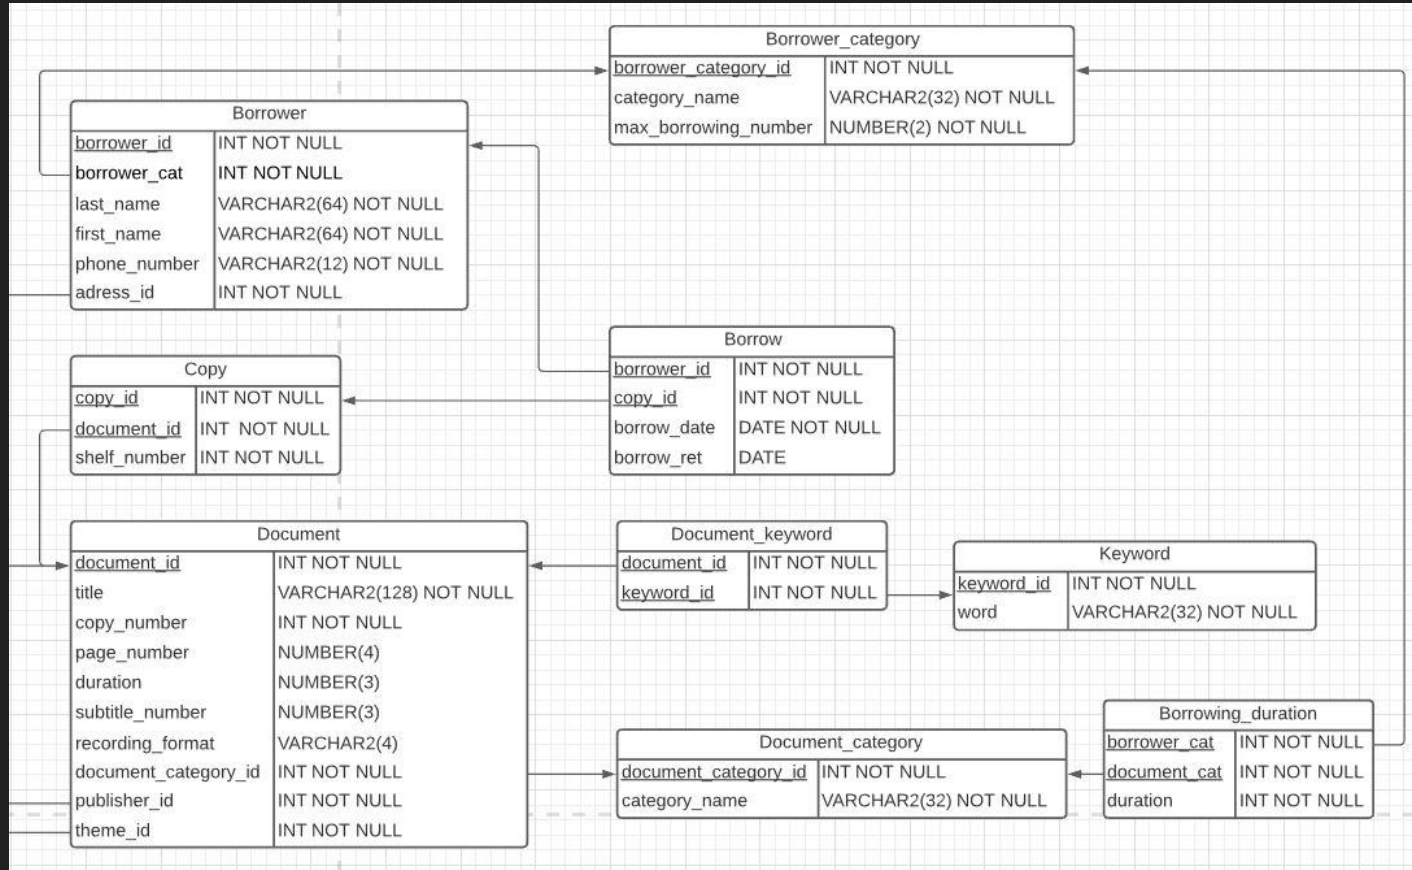 Borrower_category
borrower_category_id INT NOT NULL
category_name VARCHAR2(32) NOT NULL
max_borrowing_number NUMBER(2) NOT NULL
Borrower
borrower_id INT NOT NULL
borrower_cat INT NOT NULL
last_name VARCHAR2(64) NOT NULL
first_name VARCHAR2(64) NOT NULL
phone_number VARCHAR2(12) NOT NULL
adress_id INT NOT NULL
Borrow
borrower_id INT NOT NULL
copy_id INT NOT NULL
borrow_date DATE NOT NULL
borrow_ret DATE
Copy
copy_id INT NOT NULL
document_id INT NOT NULL
shelf_number INT NOT NULL
Document
document_id INT NOT NULL
title VARCHAR2(128) NOT NULL
copy_number INT NOT NULL
page_number NUMBER(4)
duration NUMBER(3)
subtitle_number NUMBER(3)
recording_format VARCHAR2(4)
document_category_id INT NOT NULL
publisher_id INT NOT NULL
theme_id INT NOT NULL
Document_keyword
document_id INT NOT NULL
keyword_id INT NOT NULL
Keyword
keyword_id INT NOT NULL
word VARCHAR2(32) NOT NULL
Document_category
document_category_id INT NOT NULL
category_name VARCHAR2(32) NOT NULL
Borrowing_duration
borrower_cat INT NOT NULL
document_cat INT NOT NULL
duration INT NOT NULL